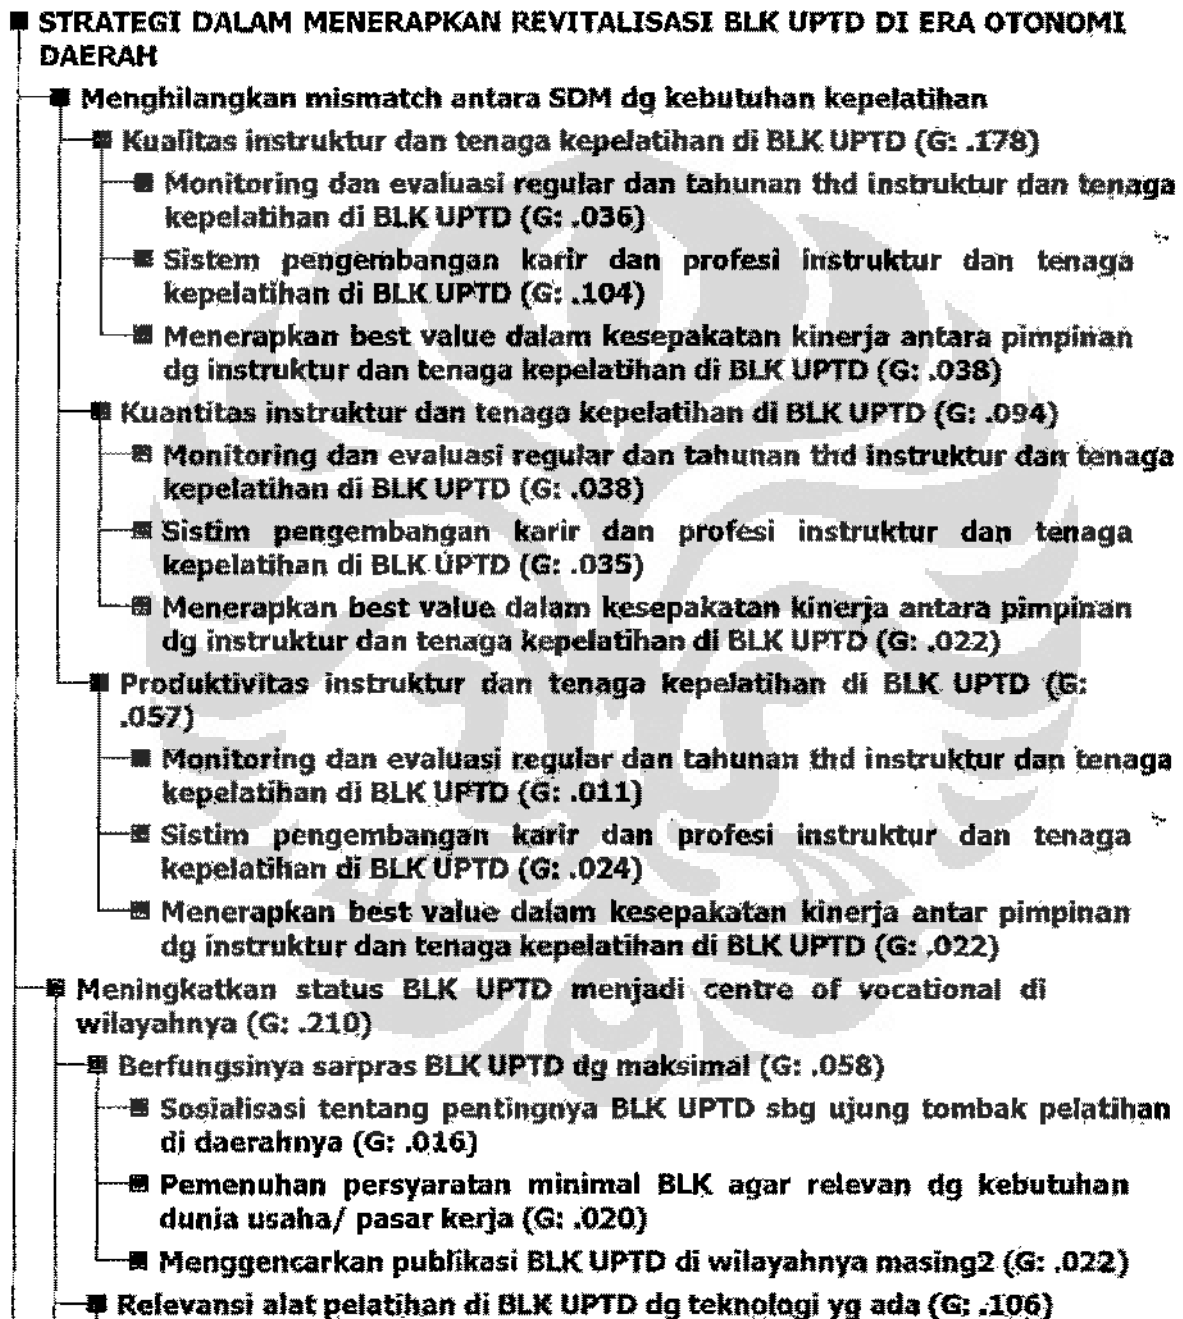 STRATEGI DALAM MENERAPKAN REVITALISASI BLK UPTD DI ERA OTONOMI
DAERAH
Menghilangkan mismatch antara SDM dg kebutuhan kepelatihan
Kualitas instruktur dan tenaga kepelatihan di BLK UPTD (G: .178)
Monitoring dan evaluasi regular dan tahunan thd instruktur dan tenaga
kepelatihan di BLK UPTD (G: .036)
Sistem pengembangan karir dan profesi instruktur dan tenaga
kepelatihan di BLK UPTD (G: .104)
Menerapkan best value dalam kesepakatan kinerja antara pimpinan
dg instruktur dan tenaga kepelatihan di BLK UPTD (G: .038)
Kuantitas instruktur dan tenaga kepelatihan di BLK UPTD (G: .094)
Monitoring dan evaluasi regular dan tahunan thd instruktur dan tenaga
kepelatihan di BLK UPTD (G: .038)
Sistim pengembangan karir dan profesi instruktur dan tenaga
kepelatihan di BLK UPTD (G: .035)
Menerapkan best value dalam kesepakatan kinerja antara pimpinan
dg instruktur dan tenaga kepelatihan di BLK UPTD (G: .022)
Produktivitas instruktur dan tenaga kepelatihan di BLK UPTD (G:
.057)
Monitoring dan evaluasi regular dan tahunan thd instruktur dan tenaga
kepelatihan di BLK UPTD (G: .011)
Sistim pengembangan karir dan profesi instruktur dan tenaga
kepelatihan di BLK UPTD (G: .024)
Menerapkan best value dalam kesepakatan kinerja antar pimpinan
dg instruktur dan tenaga kepelatihan di BLK UPTD (G: .022)
Meningkatkan status BLK UPTD menjadi centre of vocational di
wilayahnya (G: .210)
Berfungsinya sarpras BLK UPTD dg maksimal (G: .058)
Sosialisasi tentang pentingnya BLK UPTD sbg ujung tombak pelatihan
di daerahnya (G: .016)
Pemenuhan persyaratan minimal BLK agar relevan dg kebutuhan
dunia usaha/ pasar kerja (G: .020)
Menggencarkan publikasi BLK UPTD di wilayahnya masing2 (G: .022)
Relevansi alat pelatihan di BLK UPTD dg teknologi yg ada (G: .106)